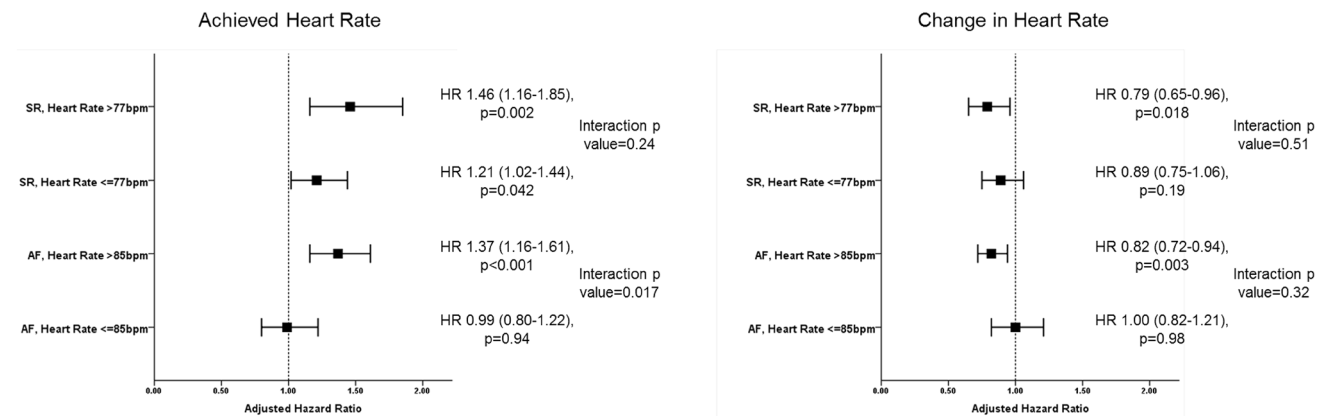 Achieved Heart Rate
SR, Heart Rate >77bpm
HR 1.46 (1.16-1.85),
p=0.002
Interaction p
value=0.24
SR, Heart Rate <=77bpm
HR 1.21 (1.02-1.44),
p=0.042
AF, Heart Rate >85bpm
HR 1.37 (1.16-1.61),
p<0.001
Interaction p
value=0.017
AF, Heart Rate <=85bpm
HR 0.99 (0.80-1.22),
p=0.94
0.00 0.50 1.00 1.50 2.00
Adjusted Hazard Ratio
Change in Heart Rate
SR, Heart Rate >77bpm
HR 0.79 (0.65-0.96),
p=0.018
Interaction p
value=0.51
SR, Heart Rate <=77bpm
HR 0.89 (0.75-1.06),
p=0.19
AF, Heart Rate >85bpm
HR 0.82 (0.72-0.94),
p=0.003
Interaction p
value=0.32
AF, Heart Rate <=85bpm
HR 1.00 (0.82-1.21),
p=0.98
0.00 0.50 1.00 1.50 2.00
Adjusted Hazard Ratio